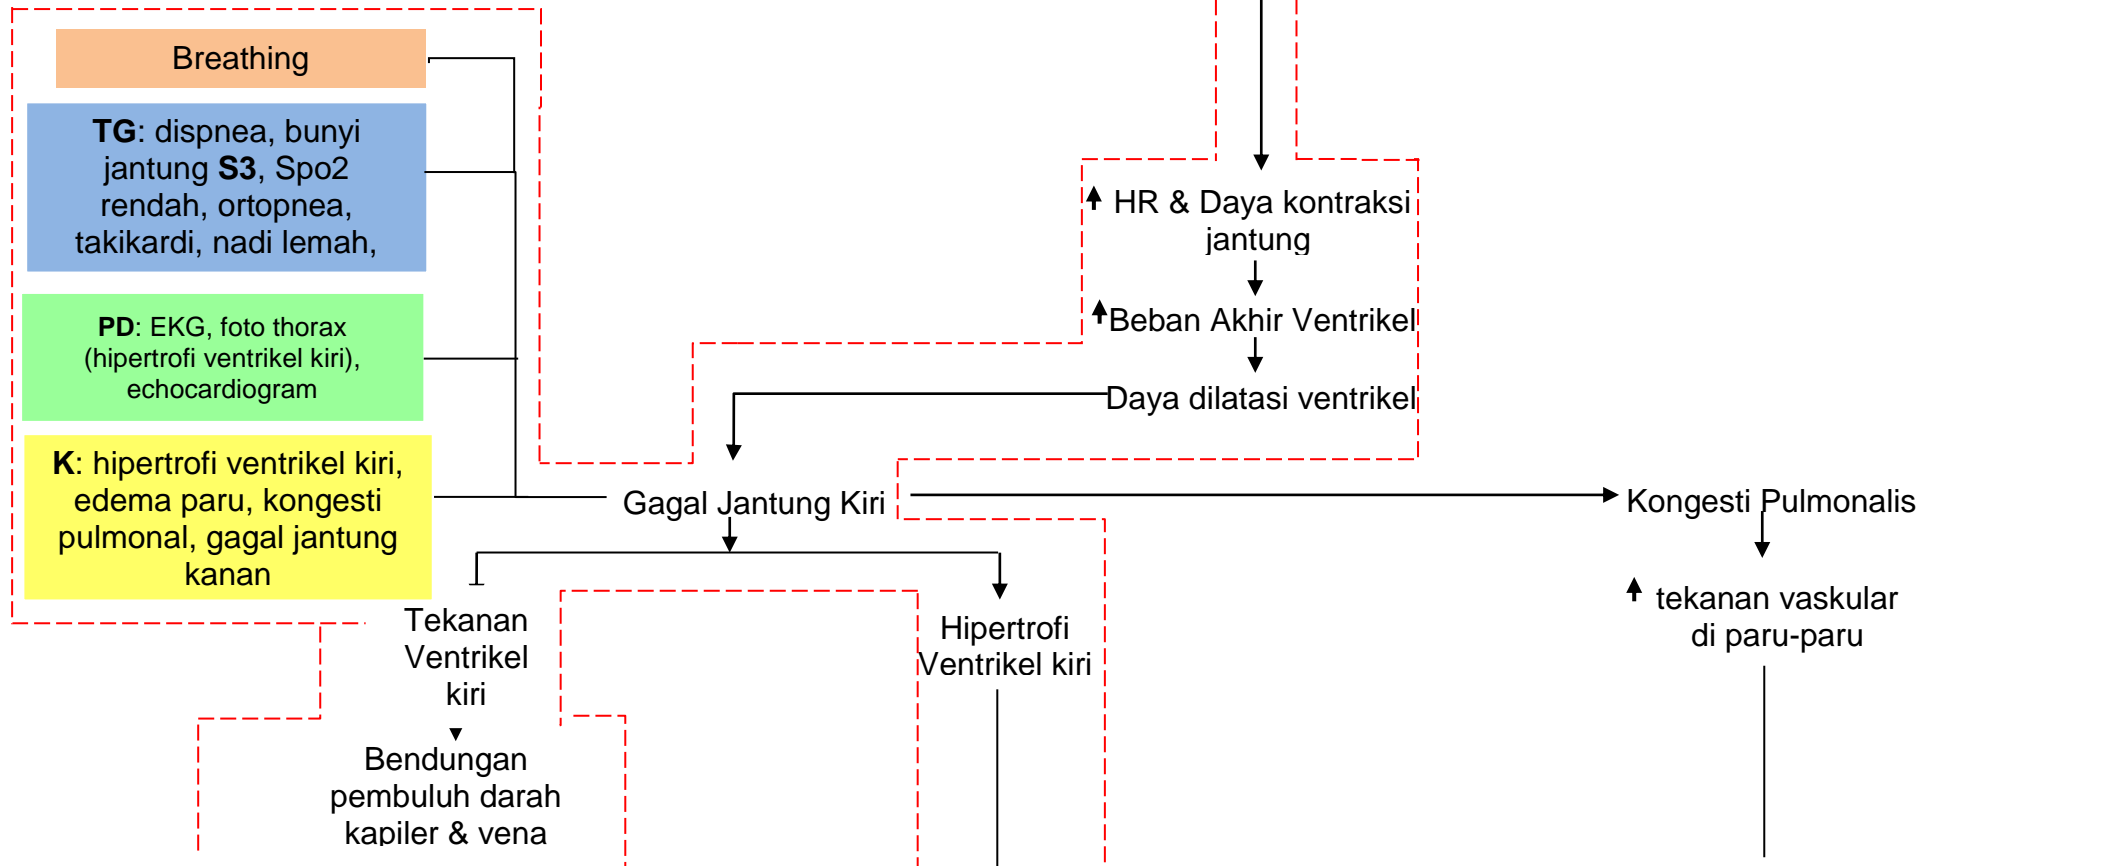 Breathing
TG: dispnea, bunyi
jantung S3, Spo2
rendah, ortopnea,
takikardi, nadi lemah,
PD: EKG, foto thorax
(hipertrofi ventrikel kiri),
echocardiogram
K: hipertrofi ventrikel kiri,
edema paru, kongesti
pulmonal, gagal jantung
kanan
HR & Daya kontraksi
jantung
Beban Akhir Ventrikel
Daya dilatasi ventrikel
Gagal Jantung Kiri
Kongesti Pulmonalis
Tekanan
Ventrikel
kiri
Hipertrofi
Ventrikel kiri
tekanan vaskular
di paru-paru
Bendungan
pembuluh darah
kapiler & vena